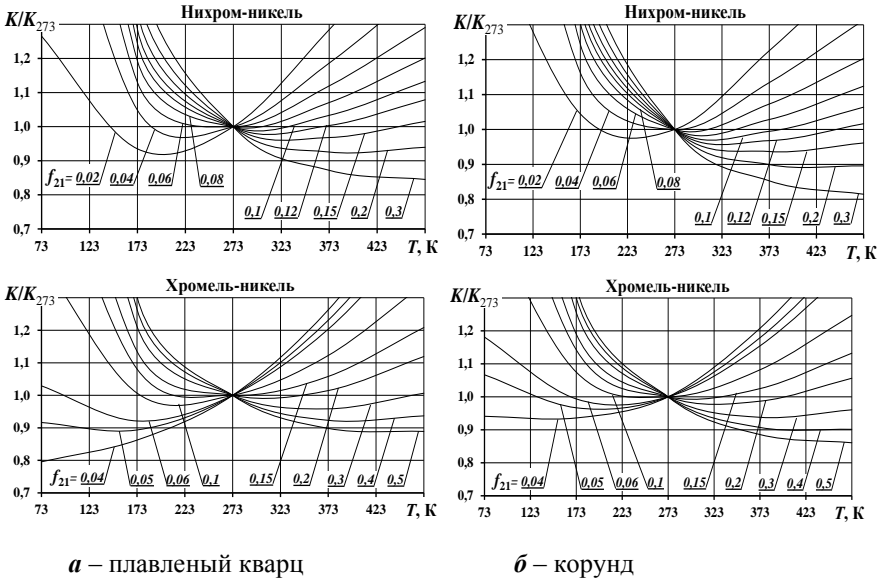 Нихром-никель
K/K273
1,2
1,1
1,0
0,9
0,8
0,7
f21= 0,02 0,04 0,06 0,08 0,1 0,12 0,15 0,2 0,3
73 123 173 223 273 323 373 423 T, К
Нихром-никель
K/K273
1,2
1,1
1,0
0,9
0,8
0,7
f21= 0,02 0,04 0,06 0,08 0,1 0,12 0,15 0,2 0,3
73 123 173 223 273 323 373 423 T, К
Хромель-никель
K/K273
1,2
1,1
1,0
0,9
0,8
0,7
f21= 0,04 0,05 0,06 0,1 0,15 0,2 0,3 0,4 0,5
73 123 173 223 273 323 373 423 T, К
Хромель-никель
K/K273
1,2
1,1
1,0
0,9
0,8
0,7
f21= 0,04 0,05 0,06 0,1 0,15 0,2 0,3 0,4 0,5
73 123 173 223 273 323 373 423 T, К
а – плавленый кварц
б – корунд